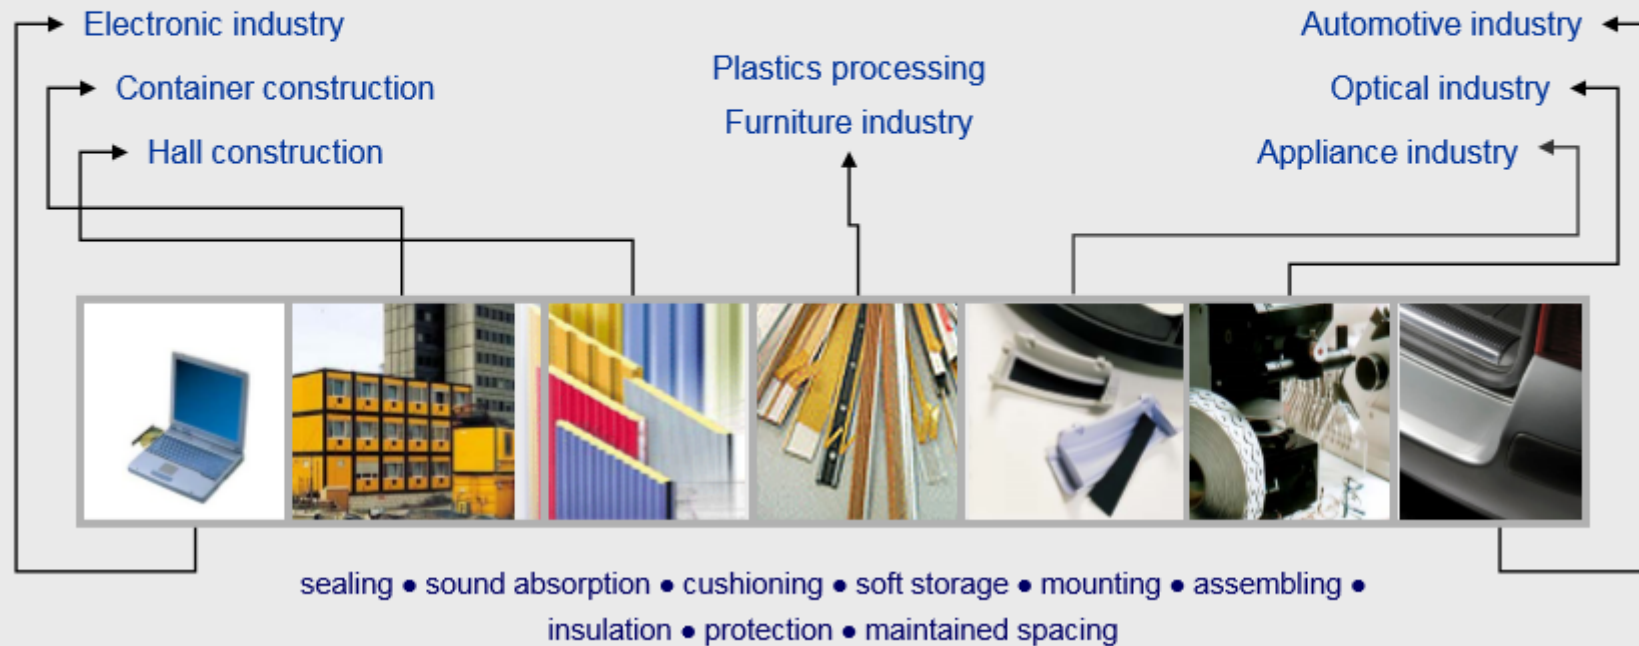 Electronic industry
Container construction
Hall construction
Plastics processing
Furniture industry
Automotive industry
Optical industry
Appliance industry
sealing ● sound absorption ● cushioning ● soft storage ● mounting ● assembling ●
insulation ● protection ● maintained spacing